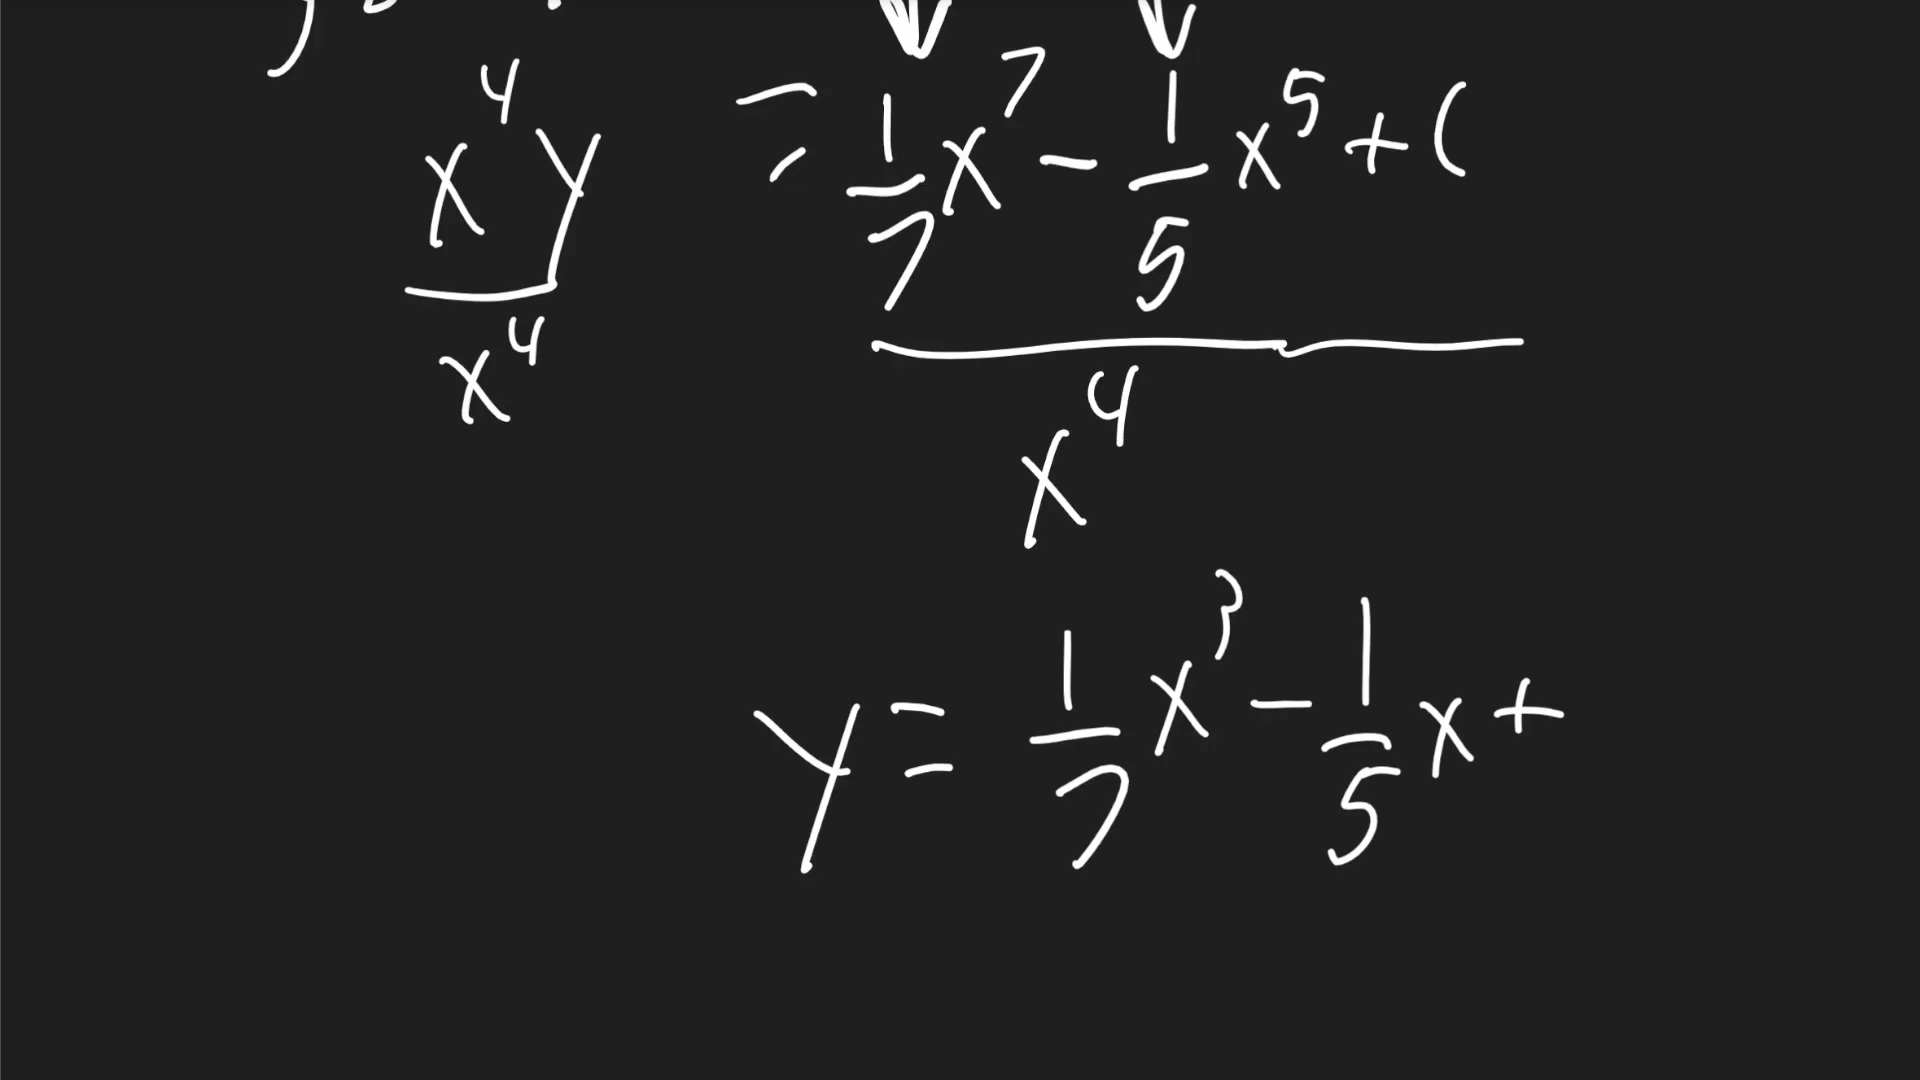 x⁴y = 1/7 x⁷ - 1/5 x⁵ + C
x⁴ x⁴
y = 1/7 x³ - 1/5 x +